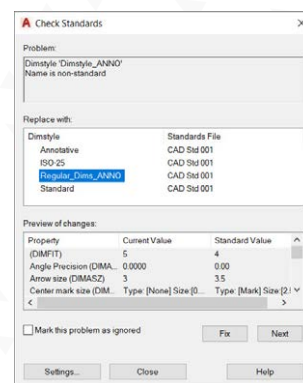 A Check Standards
Problem:
Dimstyle 'Dimstyle_ANNO'
Name is non-standard
Replace with:
Dimstyle Standards File
Annotative CAD Std 001
ISO-25 CAD Std 001
Regular_Dims_ANNO CAD Std 001
Standard CAD Std 001
Preview of changes:
Property Current Value Standard Value
(DIMFIT) 5 4
Angle Precision (DIMA... 0.0000 0.00
Arrow size (DIMASZ) 3 3.5
Center mark size (DIM... Type: [None] Size:[0... Type: [Mark] Size:[2.
Mark this problem as ignored Fix Next
Settings... Close Help